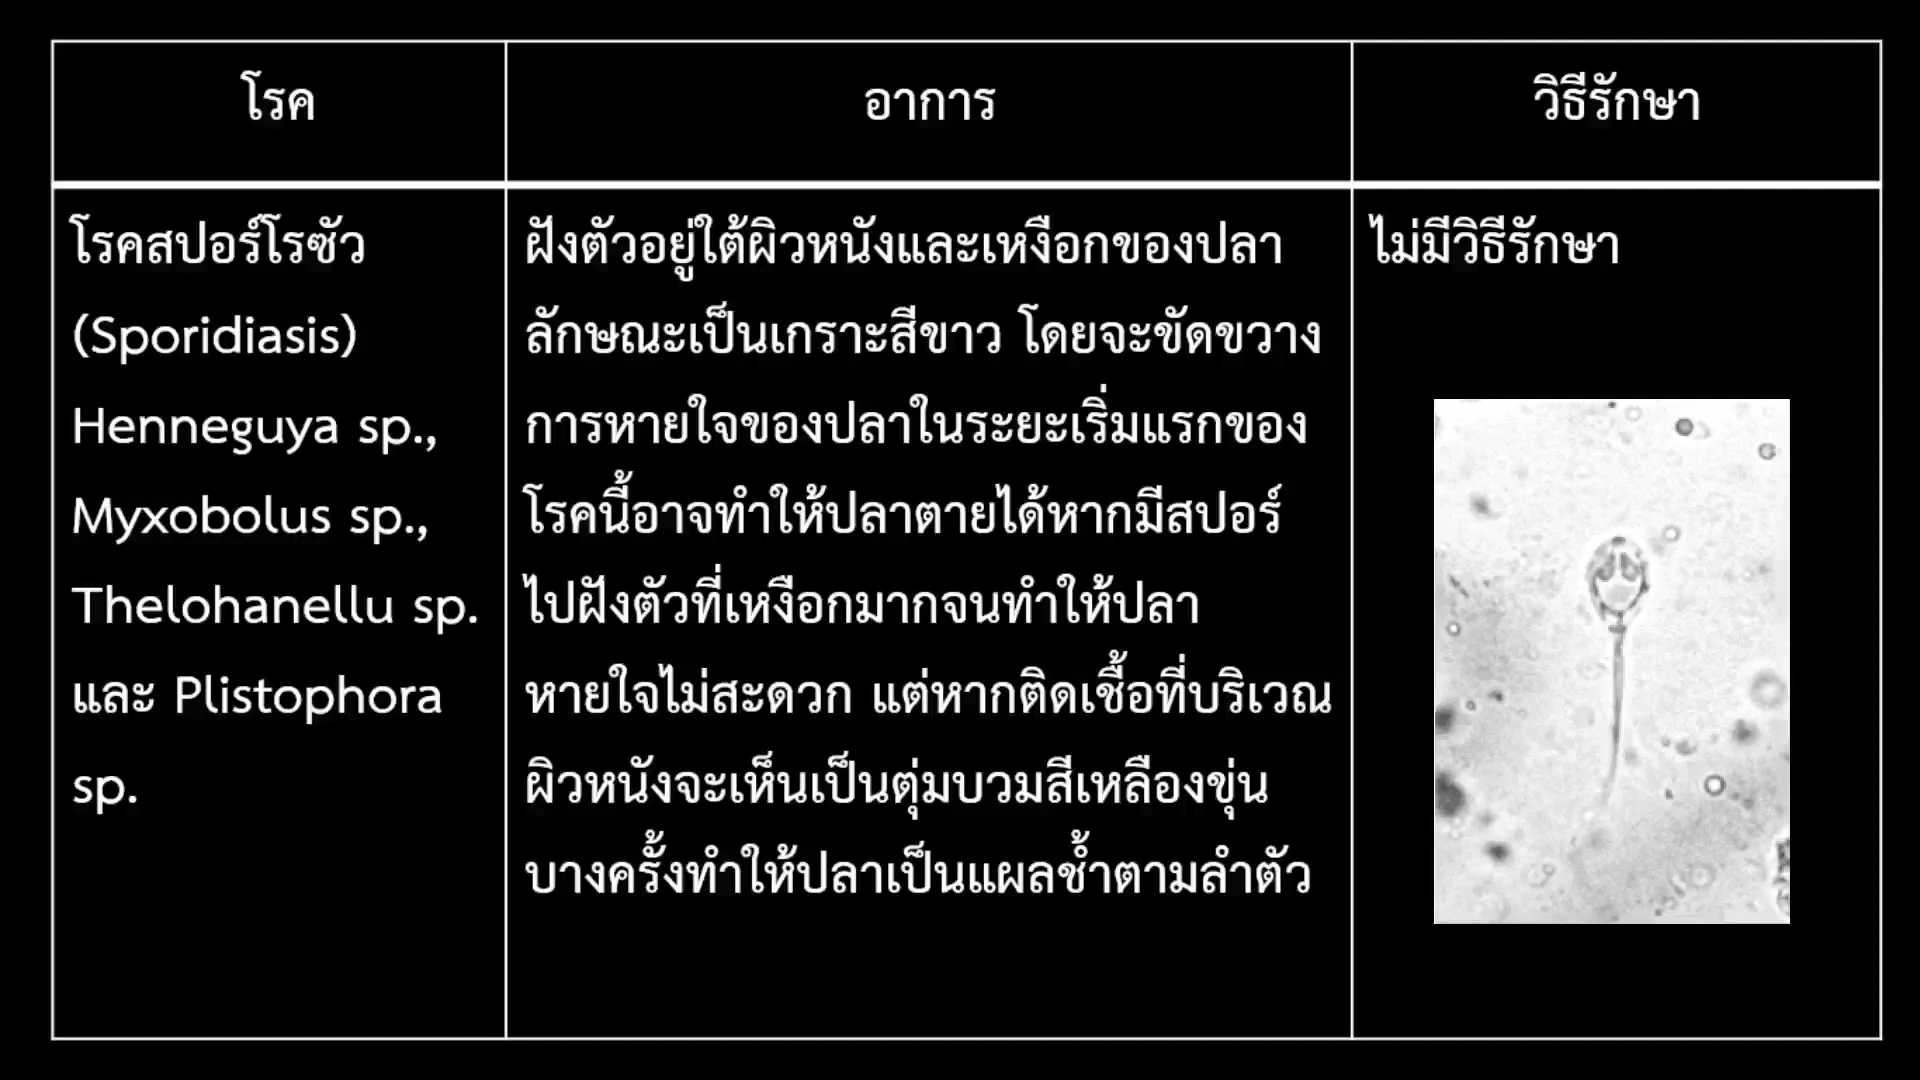 โรค
อาการ
วิธีรักษา
โรคสปอร์โรซัว
(Sporidiasis)
Henneguya sp.,
Myxobolus sp.,
Thelohanellu sp.
และ Plistophora
sp.
ฝังตัวอยู่ใต้ผิวหนังและเหงือกของปลา
ลักษณะเป็นเกราะสีขาว โดยจะขัดขวาง
การหายใจของปลาในระยะเริ่มแรกของ
โรคนี้อาจทำให้ปลาตายได้หากมีสปอร์
ไปฝังตัวที่เหงือกมากจนทำให้ปลา
หายใจไม่สะดวก แต่หากติดเชื้อที่บริเวณ
ผิวหนังจะเห็นเป็นตุ่มบวมสีเหลืองขุ่น
บางครั้งทำให้ปลาเป็นแผลช้ำตามลำตัว
ไม่มีวิธีรักษา